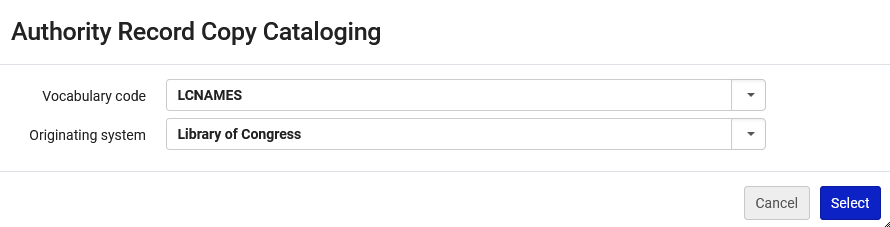 Authority Record Copy Cataloging
Vocabulary code LCNAMES
Originating system Library of Congress
Cancel Select